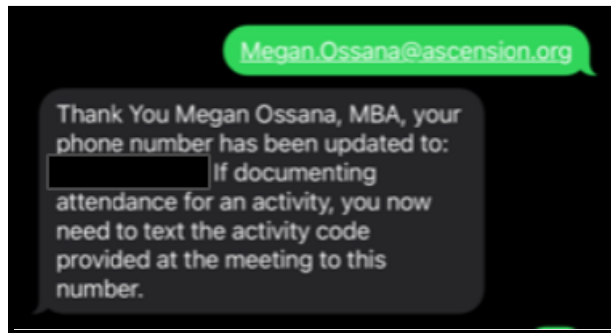 Megan.Ossana@ascension.org
Thank You Megan Ossana, MBA, your
phone number has been updated to:
If documenting
attendance for an activity, you now
need to text the activity code
provided at the meeting to this
number.